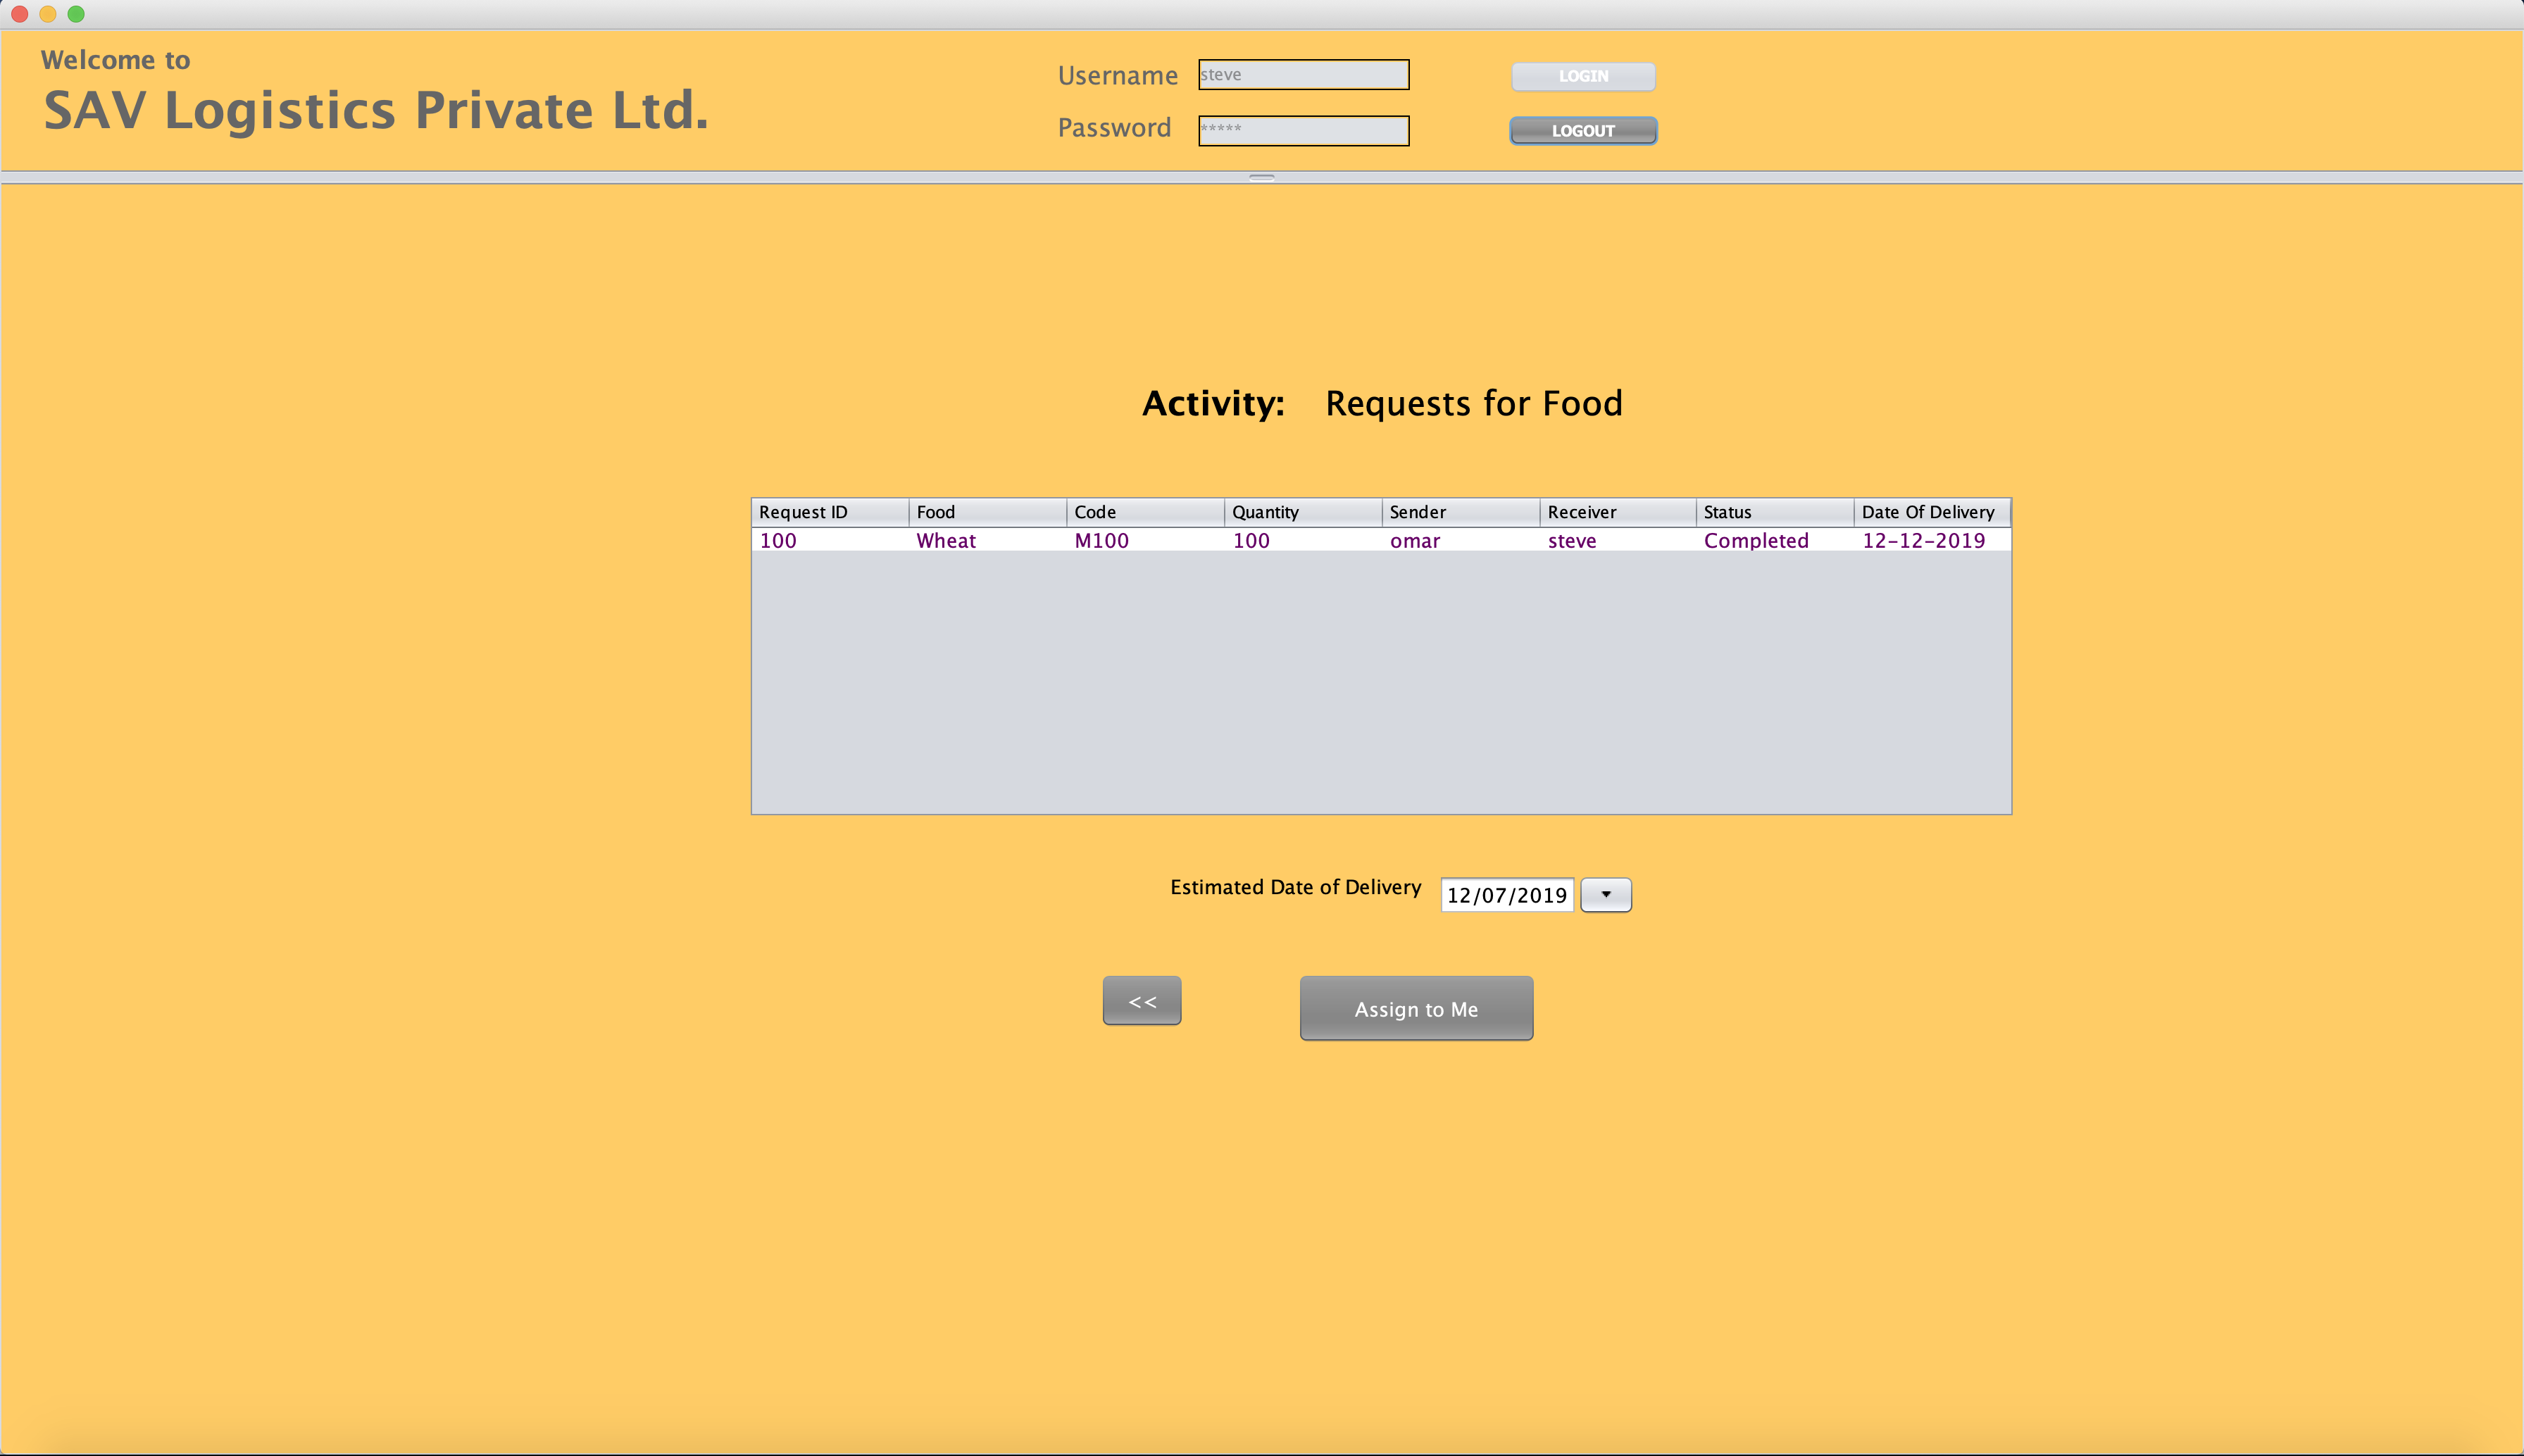 Welcome to
SAV Logistics Private Ltd.
Username steve LOGIN
Password ***** LOGOUT
Activity: Requests for Food
Request ID Food Code Quantity Sender Receiver Status Date Of Delivery
100 Wheat M100 100 omar steve Completed 12-12-2019
Estimated Date of Delivery 12/07/2019
<< Assign to Me